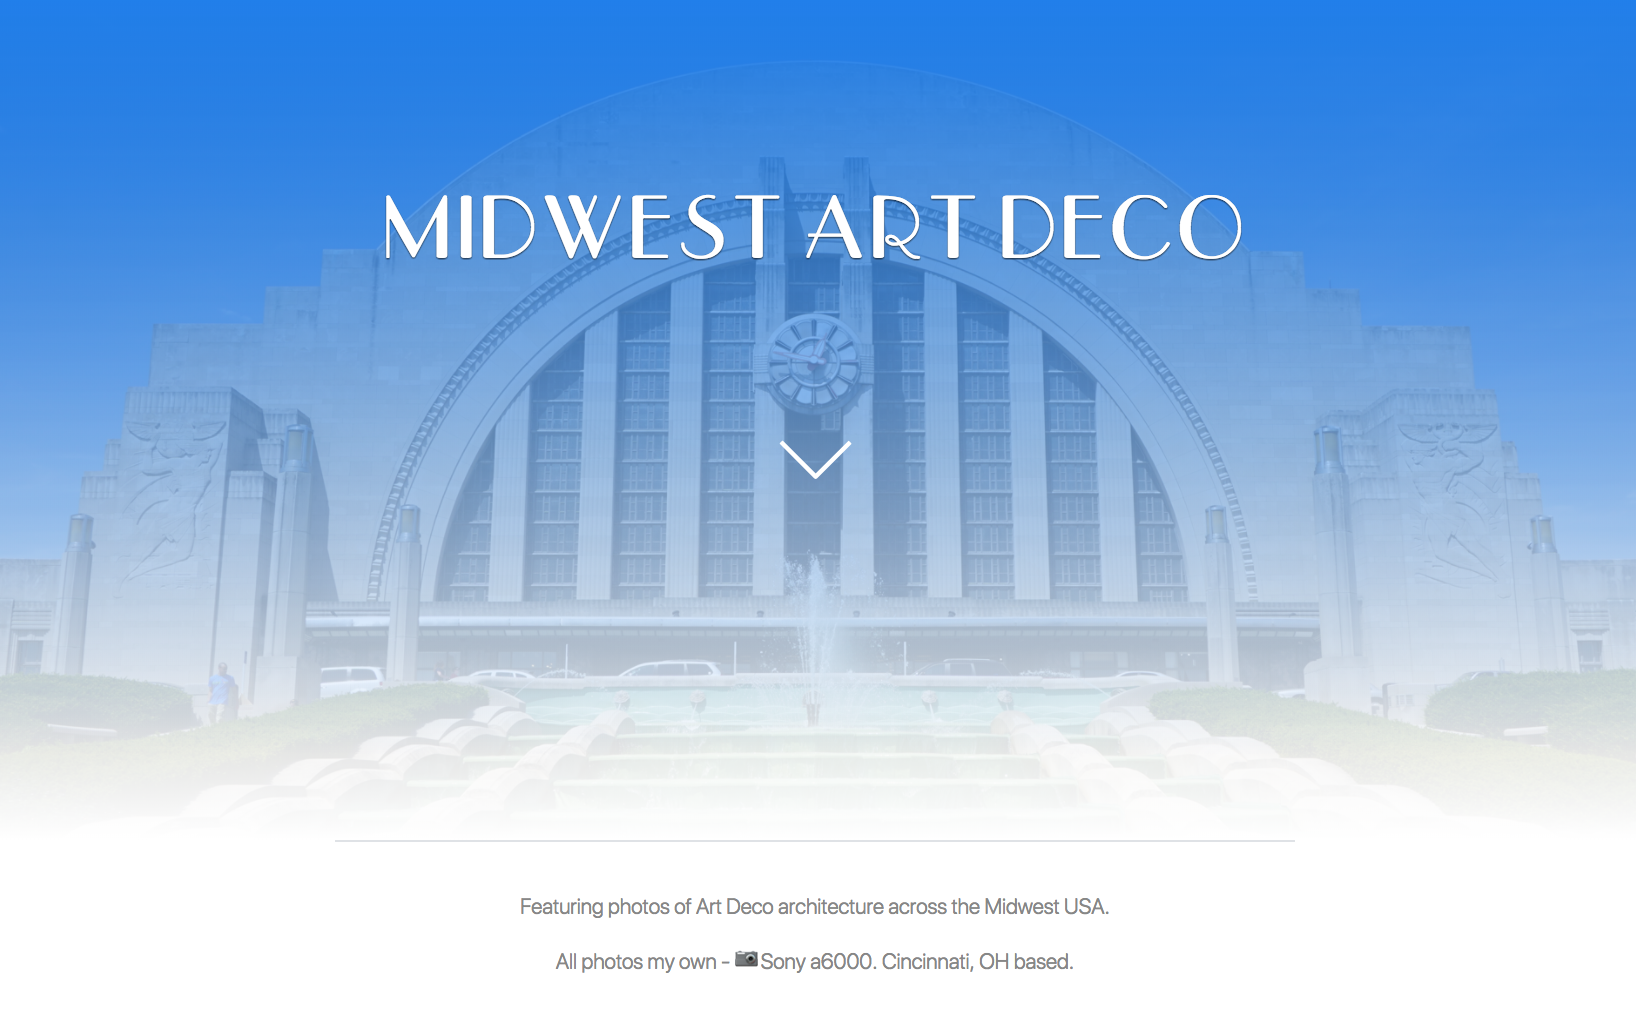 MIDWEST ART DECO
Featuring photos of Art Deco architecture across the Midwest USA.
All photos my own - 📷Sony a6000. Cincinnati, OH based.